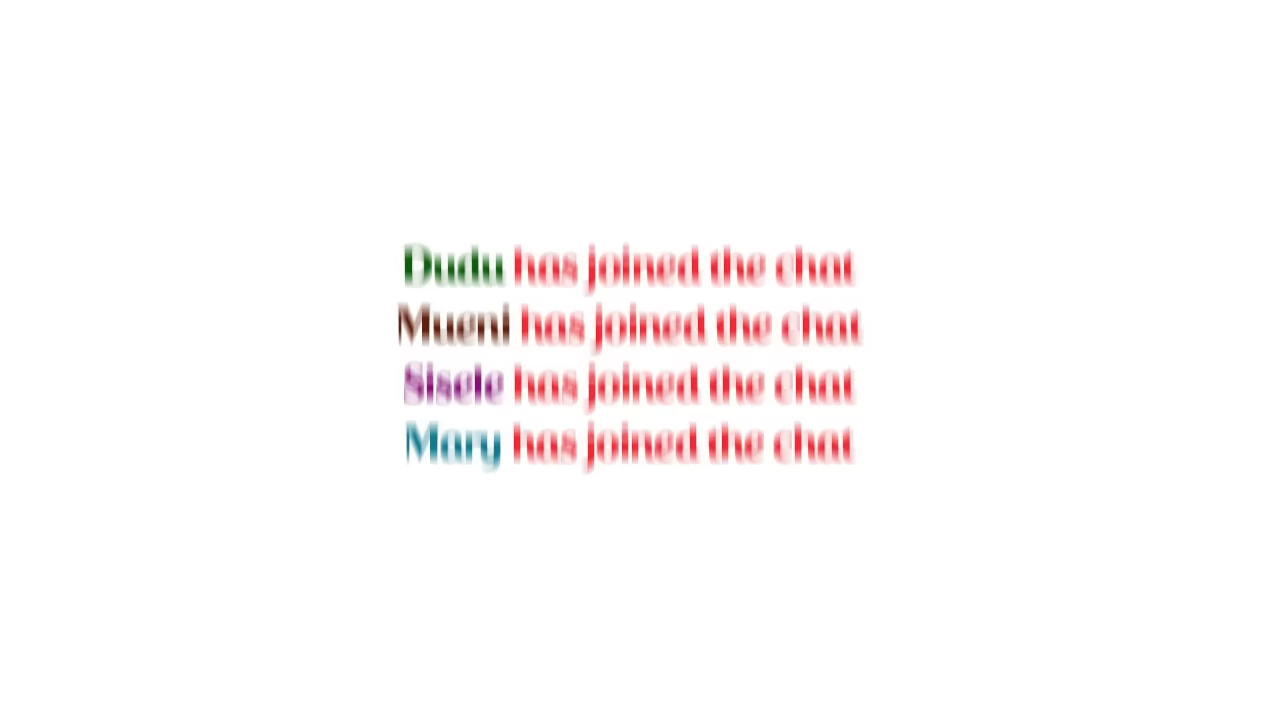 Dudu has joined the chat
Mueni has joined the chat
Sisele has joined the chat
Mary has joined the chat